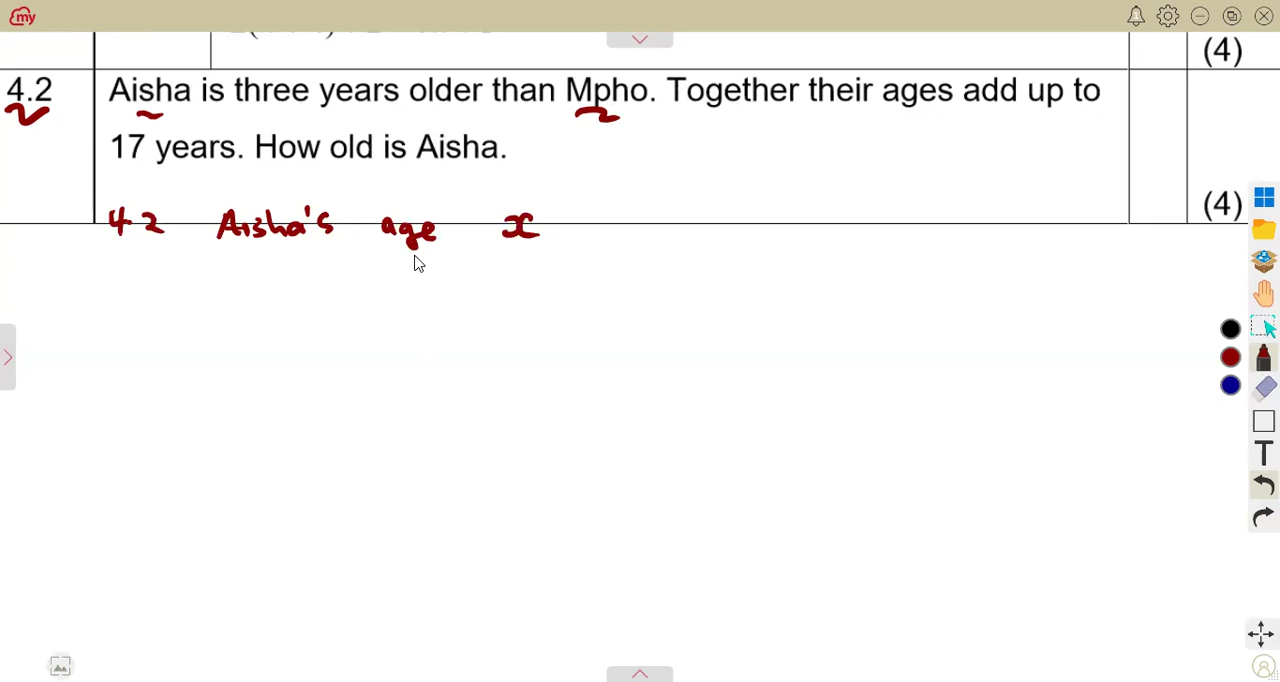 my
(4)
4.2 Aisha is three years older than Mpho. Together their ages add up to
17 years. How old is Aisha.
(4)
4.2 Aisha's age x
T